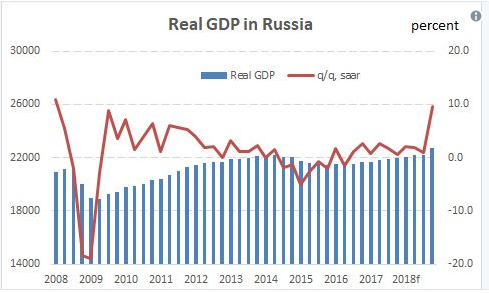 Real GDP in Russia
percent
30000 20.0
Real GDP q/q, saar
26000 10.0
22000 0.0
18000 -10.0
14000 -20.0
2008 2009 2010 2011 2012 2013 2014 2015 2016 2017 2018f